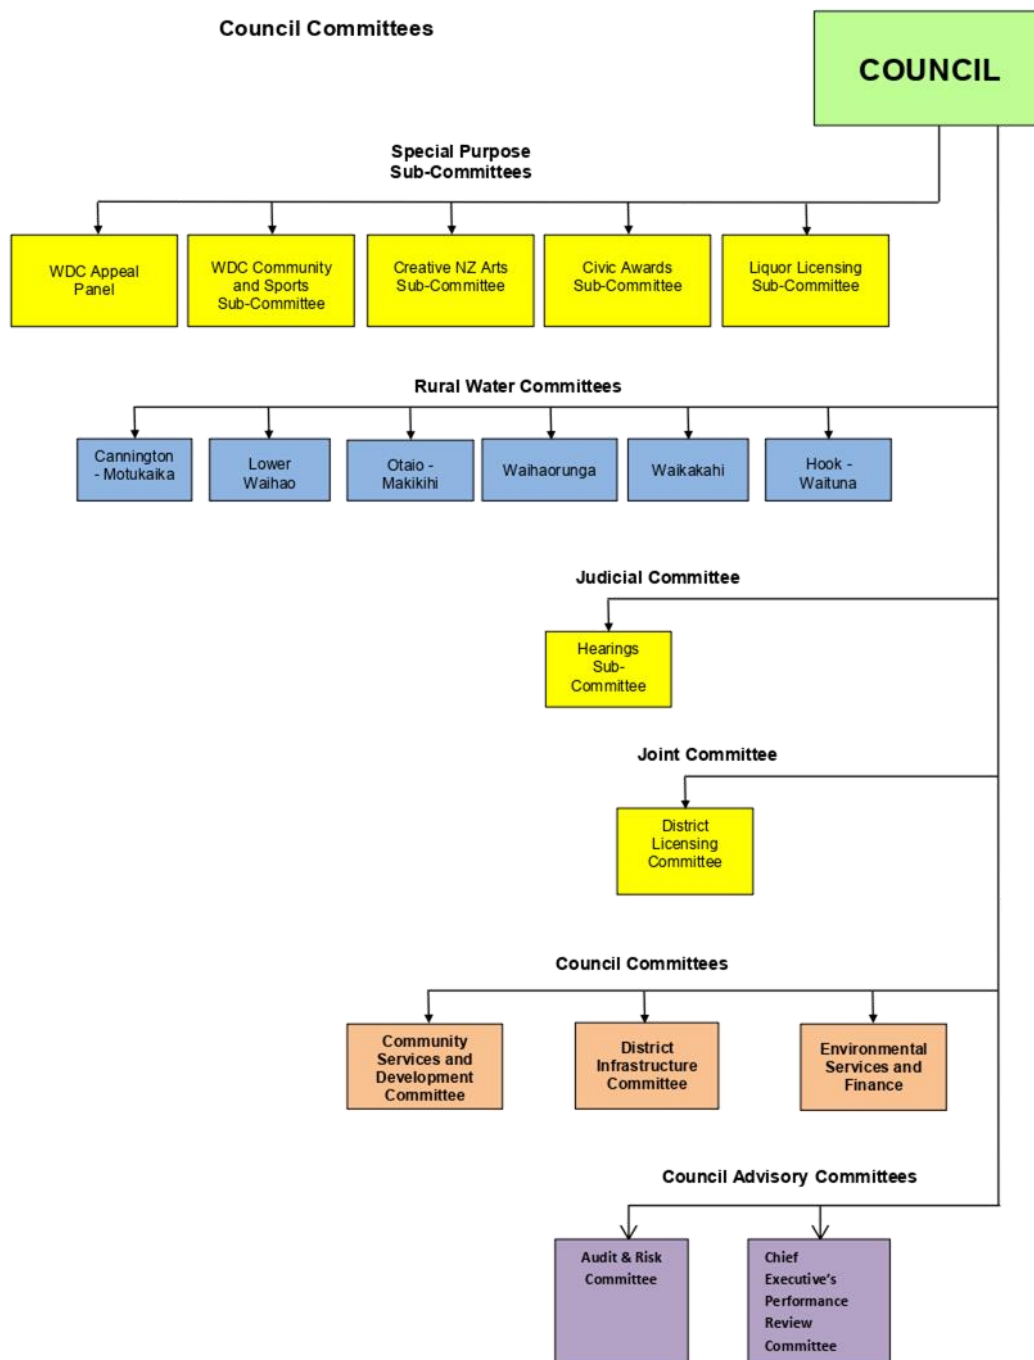 Council Committees
COUNCIL
Special Purpose
Sub-Committees
WDC Appeal
Panel
WDC Community
and Sports
Sub-Committee
Creative NZ Arts
Sub-Committee
Civic Awards
Sub-Committee
Liquor Licensing
Sub-Committee
Rural Water Committees
Cannington
- Motukaika
Lower
Waihao
Otaio -
Makikihi
Waihaorunga
Waikakahi
Hook -
Waituna
Judicial Committee
Hearings
Sub-
Committee
Joint Committee
District
Licensing
Committee
Council Committees
Community
Services and
Development
Committee
District
Infrastructure
Committee
Environmental
Services and
Finance
Council Advisory Committees
Audit & Risk
Committee
Chief
Executive’s
Performance
Review
Committee